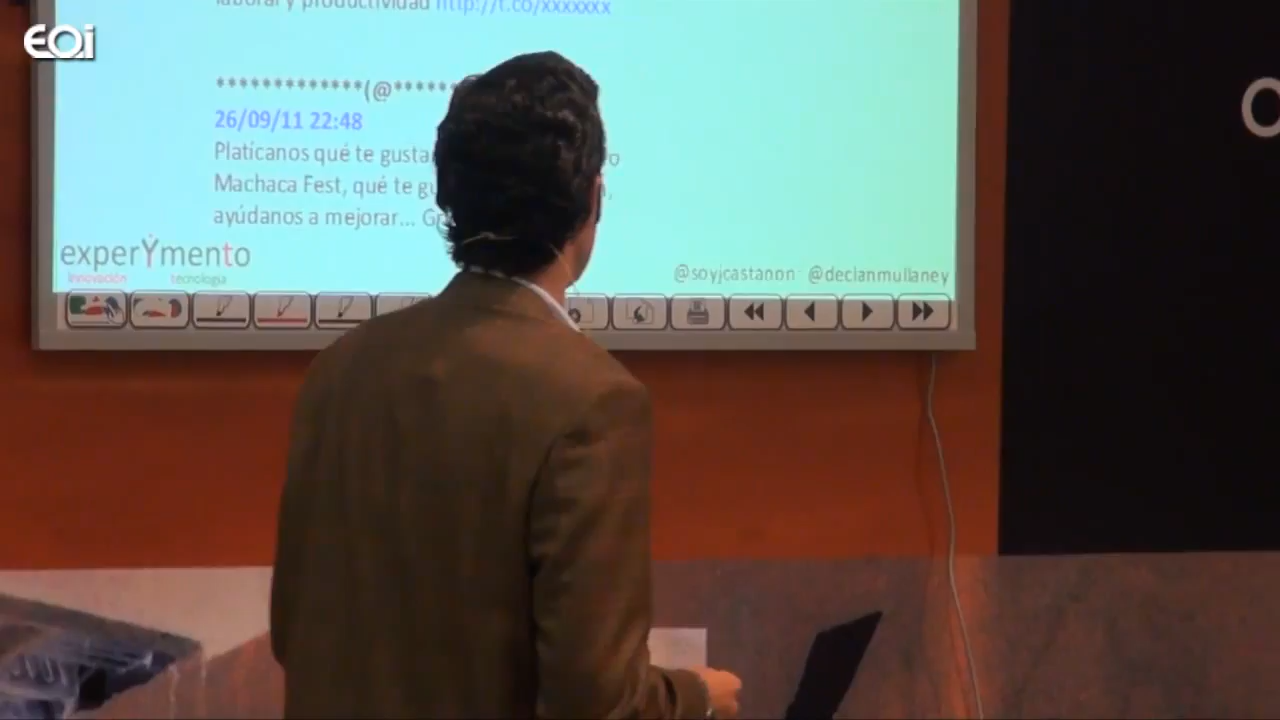 EOi
laboral y productividad http://t.co/xxxxxxx
*************(@******
26/09/11 22:48
Platícanos qué te gusta
Machaca Fest, qué te gu
ayúdanos a mejorar... G
experYmento
innovación tecnología
@soyjcastanon @declanmullaney